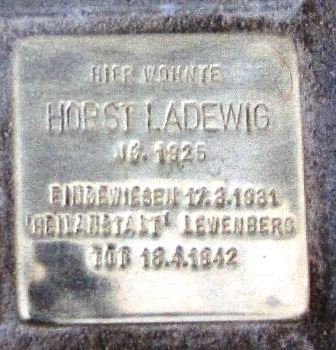 HIER WOHNTE
HORST LADEWIG
JG. 1925
EINGEWIESEN 17.3.1931
'HEILANSTALT' LEWENBERG
TOT 18.4.1942